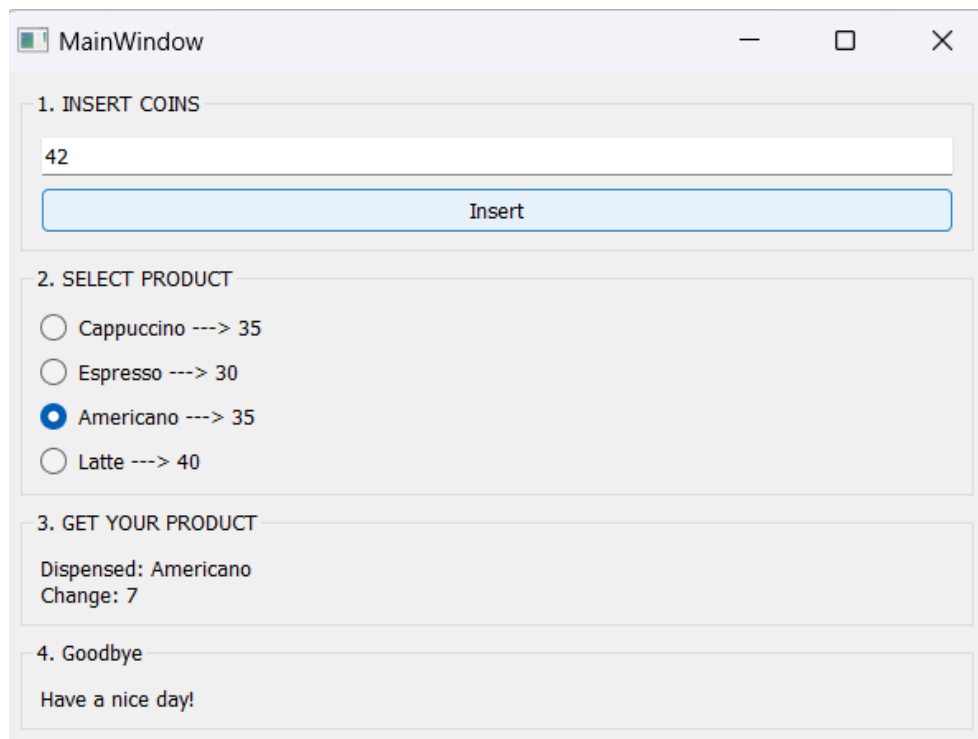 MainWindow
1. INSERT COINS
42
Insert
2. SELECT PRODUCT
Cappuccino ---> 35
Espresso ---> 30
Americano ---> 35
Latte ---> 40
3. GET YOUR PRODUCT
Dispensed: Americano
Change: 7
4. Goodbye
Have a nice day!